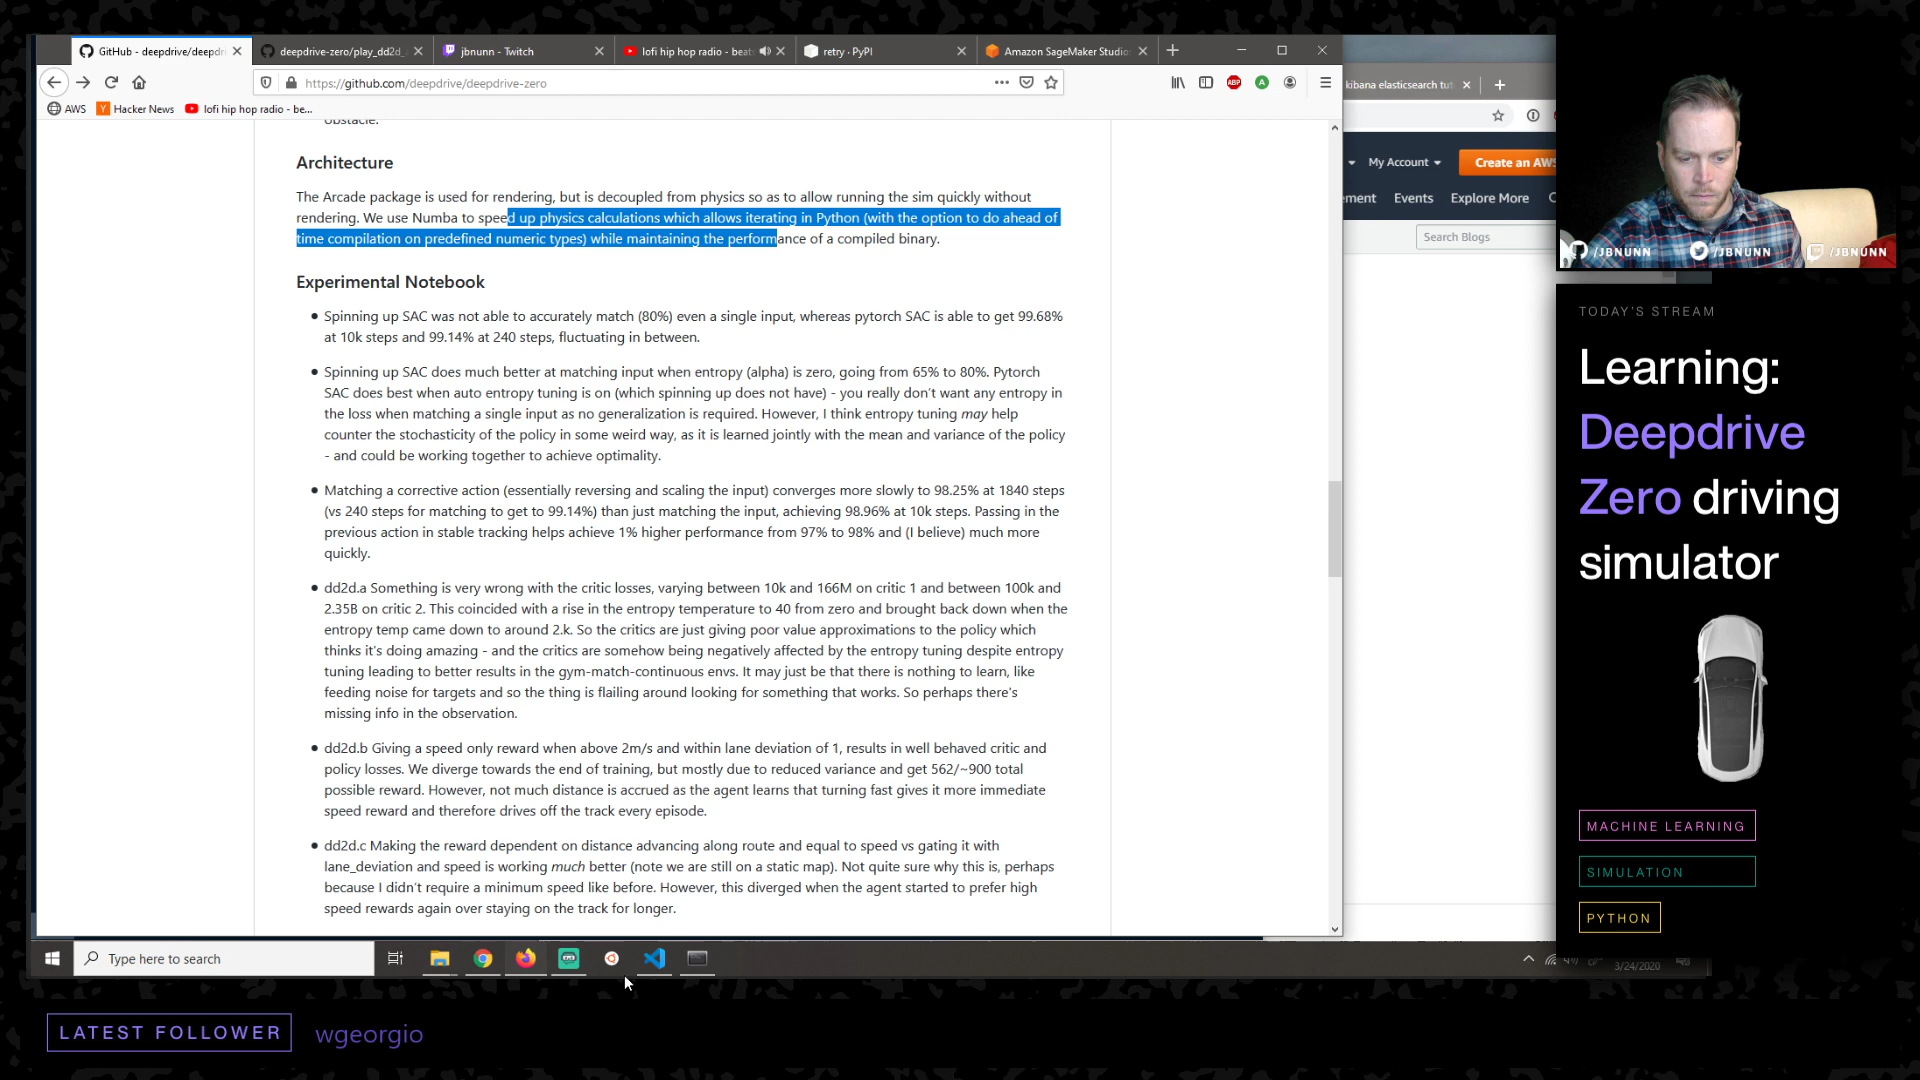 GitHub - deepdrive/deepdri
deepdrive-zero/play_dd2d_
jbnunn - Twitch
lofi hip hop radio - beat
retry · PyPI
Amazon SageMaker Studio
https://github.com/deepdrive/deepdrive-zero
ABP
AWS
Hacker News
lofi hip hop radio - be...
kibana elasticsearch tut
My Account
Create an AWS
ment
Events
Explore More
Search Blogs
obstacle.
Architecture
The Arcade package is used for rendering, but is decoupled from physics so as to allow running the sim quickly without
rendering. We use Numba to speed up physics calculations which allows iterating in Python (with the option to do ahead of
time compilation on predefined numeric types) while maintaining the performance of a compiled binary.
Experimental Notebook
• Spinning up SAC was not able to accurately match (80%) even a single input, whereas pytorch SAC is able to get 99.68%
at 10k steps and 99.14% at 240 steps, fluctuating in between.
• Spinning up SAC does much better at matching input when entropy (alpha) is zero, going from 65% to 80%. Pytorch
SAC does best when auto entropy tuning is on (which spinning up does not have) - you really don't want any entropy in
the loss when matching a single input as no generalization is required. However, I think entropy tuning may help
counter the stochasticity of the policy in some weird way, as it is learned jointly with the mean and variance of the policy
- and could be working together to achieve optimality.
• Matching a corrective action (essentially reversing and scaling the input) converges more slowly to 98.25% at 1840 steps
(vs 240 steps for matching to get to 99.14%) than just matching the input, achieving 98.96% at 10k steps. Passing in the
previous action in stable tracking helps achieve 1% higher performance from 97% to 98% and (I believe) much more
quickly.
• dd2d.a Something is very wrong with the critic losses, varying between 10k and 166M on critic 1 and between 100k and
2.35B on critic 2. This coincided with a rise in the entropy temperature to 40 from zero and brought back down when the
entropy temp came down to around 2.k. So the critics are just giving poor value approximations to the policy which
thinks it's doing amazing - and the critics are somehow being negatively affected by the entropy tuning despite entropy
tuning leading to better results in the gym-match-continuous envs. It may just be that there is nothing to learn, like
feeding noise for targets and so the thing is flailing around looking for something that works. So perhaps there's
missing info in the observation.
• dd2d.b Giving a speed only reward when above 2m/s and within lane deviation of 1, results in well behaved critic and
policy losses. We diverge towards the end of training, but mostly due to reduced variance and get 562/~900 total
possible reward. However, not much distance is accrued as the agent learns that turning fast gives it more immediate
speed reward and therefore drives off the track every episode.
• dd2d.c Making the reward dependent on distance advancing along route and equal to speed vs gating it with
lane_deviation and speed is working much better (note we are still on a static map). Not quite sure why this is, perhaps
because I didn't require a minimum speed like before. However, this diverged when the agent started to prefer high
speed rewards again over staying on the track for longer.
Type here to search
3/24/2020
/JBNUNN
/JBNUNN
/JBNUNN
TODAY'S STREAM
Learning:
Deepdrive
Zero driving
simulator
MACHINE LEARNING
SIMULATION
PYTHON
LATEST FOLLOWER
wgeorgio